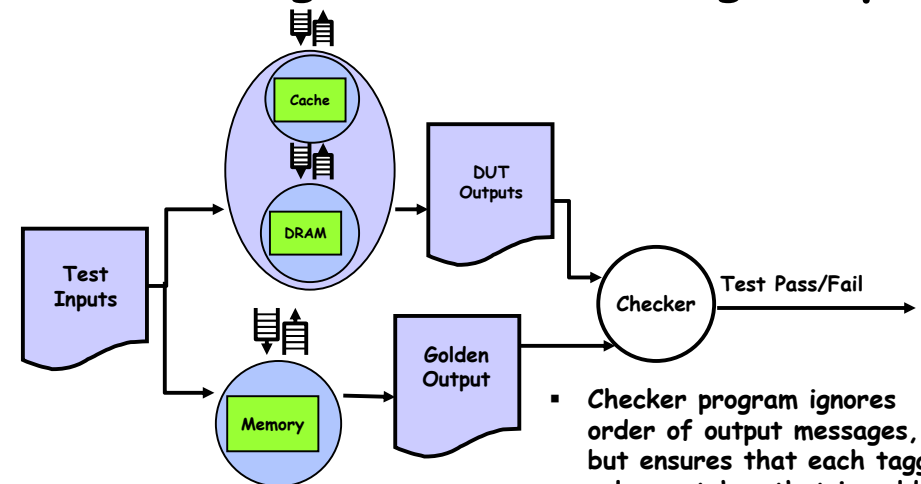 Cache
DRAM
DUT
Outputs
Test
Inputs
Test Pass/Fail
Checker
Golden
Output
Memory
▪ Checker program ignores
order of output messages,
but ensures that each